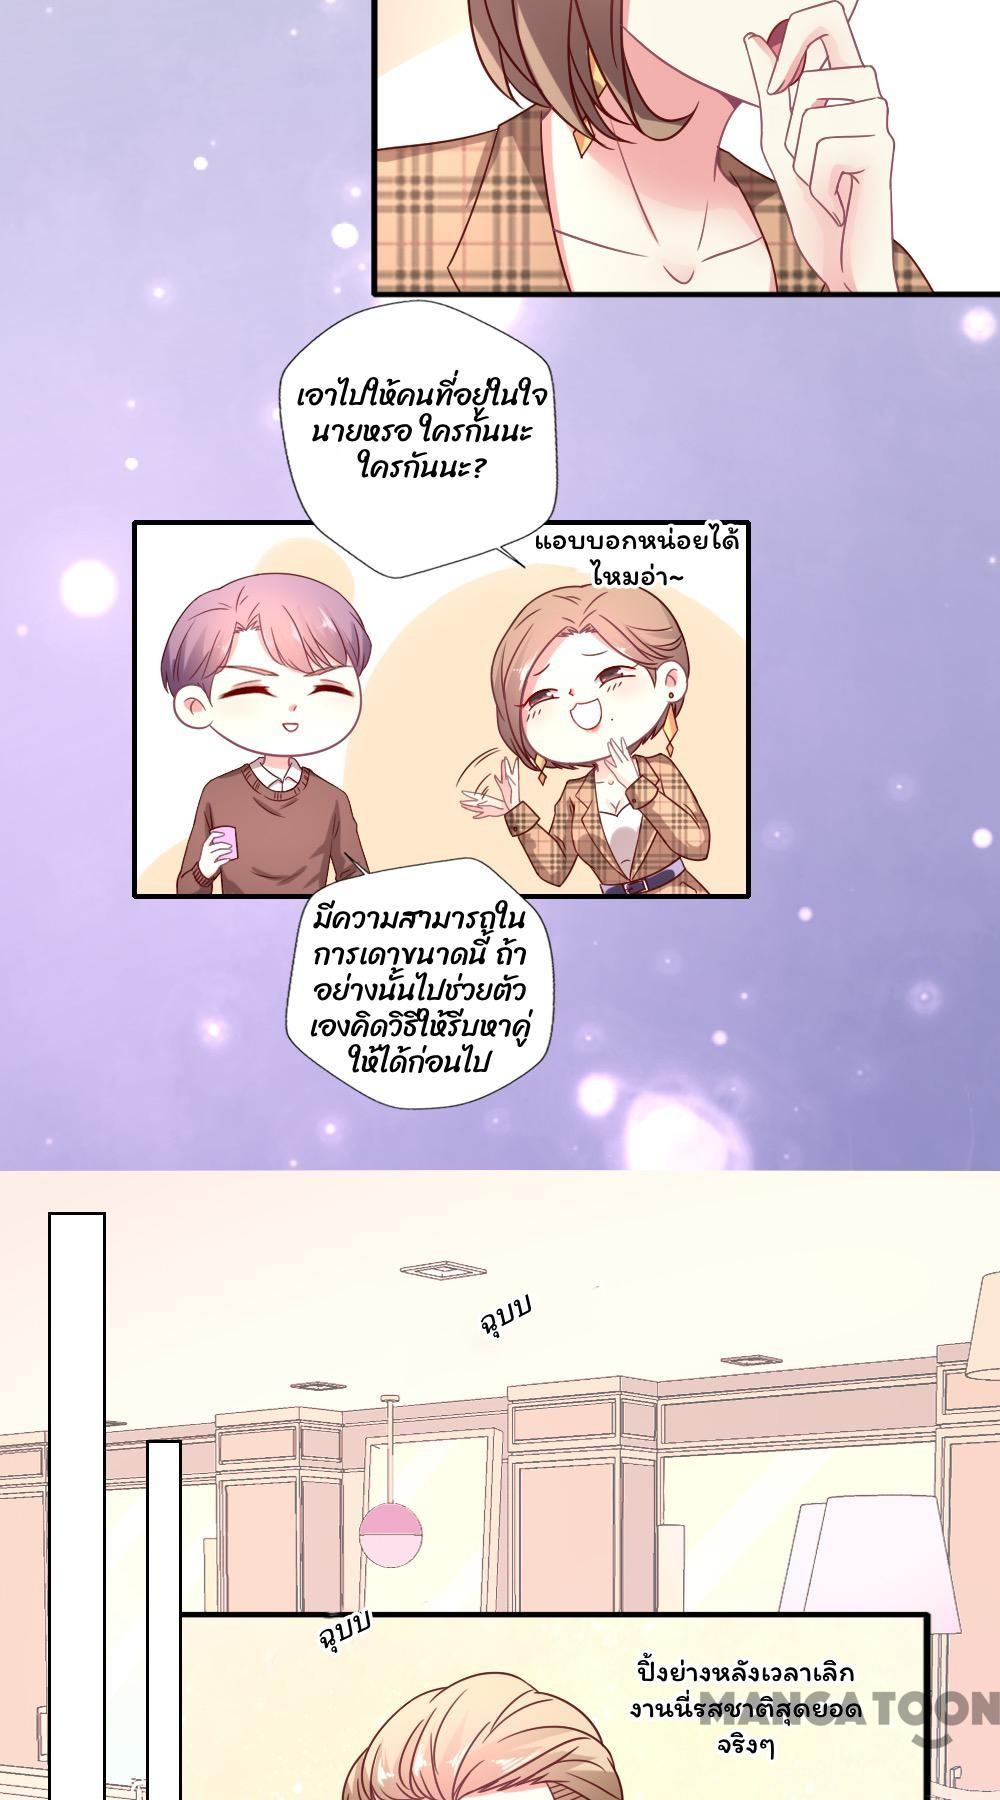 เอาไปให้คนที่อยู่ในใจ
นายหรอ ใครกันนะ
ใครกันนะ?
แอบบอกหน่อยได้
ไหมอ่า~
มีความสามารถใน
การเดาขนาดนี้ ถ้า
อย่างนั้นไปช่วยตัว
เองคิดวิธีให้รีบหาคู่
ให้ได้ก่อนไป
ฉุบบ
ฉุบบ
ปิ้งย่างหลังเวลาเลิก
งานนี่รสชาติสุดยอด
จริงๆ
MANGATOON